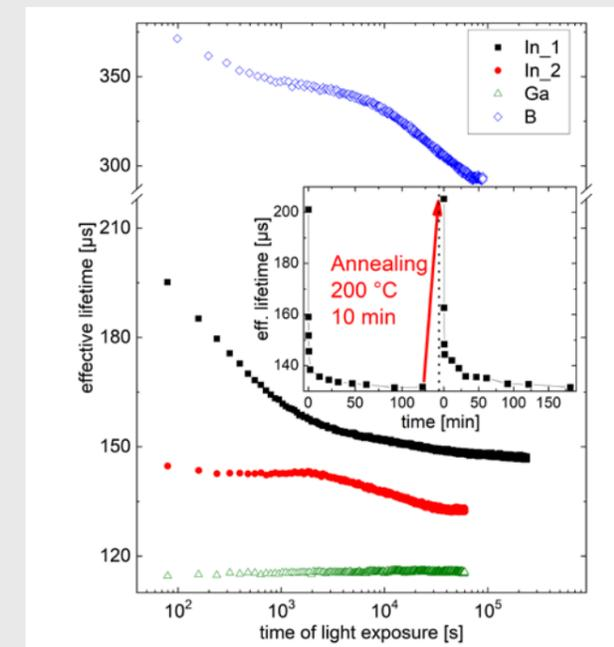 In_1
In_2
Ga
B
350
300
210
180
150
120
effective lifetime [µs]
10²
10³
10⁴
10⁵
time of light exposure [s]
200
180
160
140
eff. lifetime [µs]
Annealing
200 °C
10 min
0 50 100 0 50 100 150
time [min]